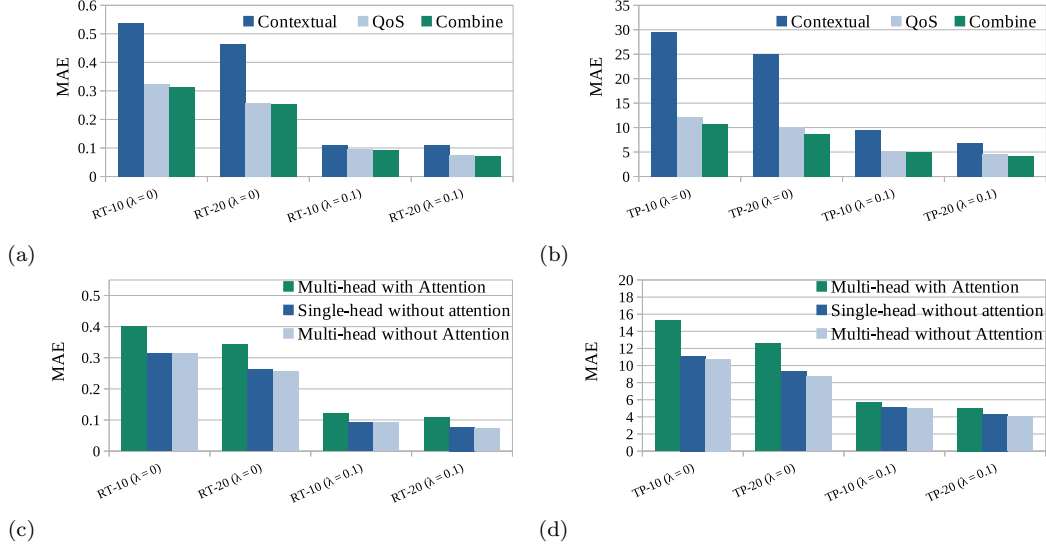 Contextual QoS Combine
MAE
0.6
0.5
0.4
0.3
0.2
0.1
0
RT-10 (λ = 0)
RT-20 (λ = 0)
RT-10 (λ = 0.1)
RT-20 (λ = 0.1)
(a)
Contextual QoS Combine
MAE
35
30
25
20
15
10
5
0
TP-10 (λ = 0)
TP-20 (λ = 0)
TP-10 (λ = 0.1)
TP-20 (λ = 0.1)
(b)
Multi-head with Attention
Single-head without attention
Multi-head without Attention
MAE
0.5
0.4
0.3
0.2
0.1
0
RT-10 (λ = 0)
RT-20 (λ = 0)
RT-10 (λ = 0.1)
RT-20 (λ = 0.1)
(c)
Multi-head with Attention
Single-head without attention
Multi-head without Attention
MAE
20
18
16
14
12
10
8
6
4
2
0
TP-10 (λ = 0)
TP-20 (λ = 0)
TP-10 (λ = 0.1)
TP-20 (λ = 0.1)
(d)